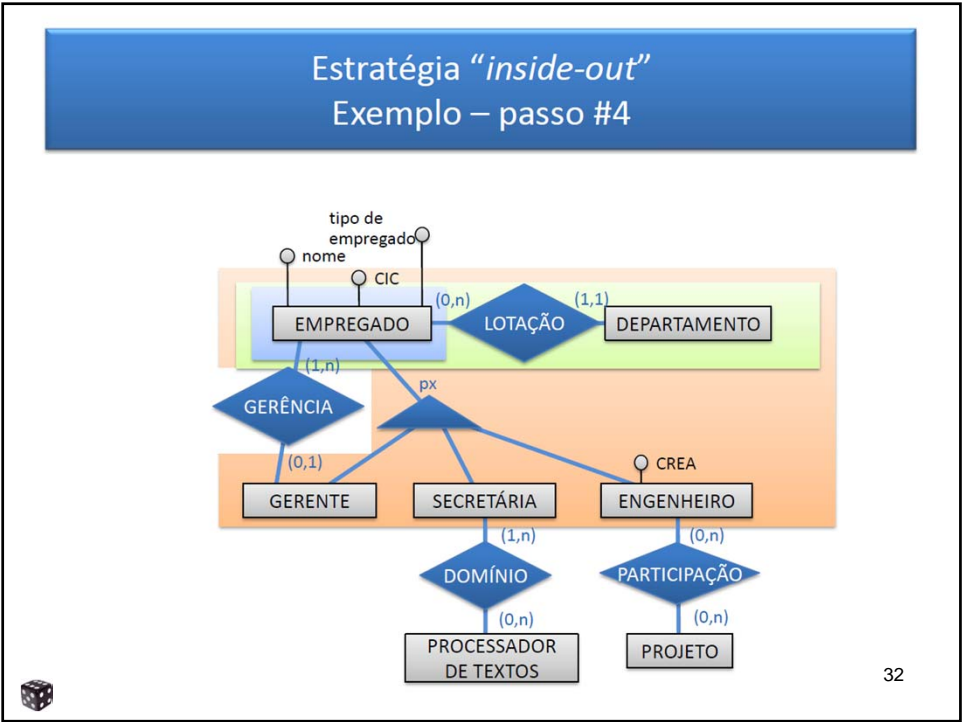 Estratégia “inside-out”
Exemplo – passo #4
tipo de
empregado
nome
CIC
(0,n)
(1,1)
EMPREGADO
LOTAÇÃO
DEPARTAMENTO
(1,n)
px
GERÊNCIA
(0,1)
CREA
GERENTE
SECRETÁRIA
ENGENHEIRO
(1,n)
(0,n)
DOMÍNIO
PARTICIPAÇÃO
(0,n)
(0,n)
PROCESSADOR
DE TEXTOS
PROJETO
32